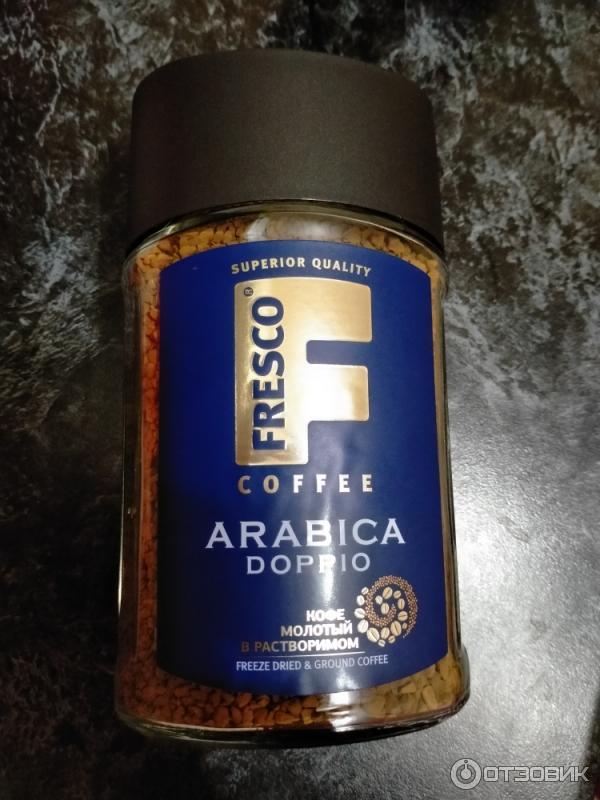 SUPERIOR QUALITY
FRESCO
F
COFFEE
ARABICA
DOPPIO
КОФЕ
МОЛОТЫЙ
В РАСТВОРИМОМ
FREEZE DRIED & GROUND COFFEE
ОТЗОВИК